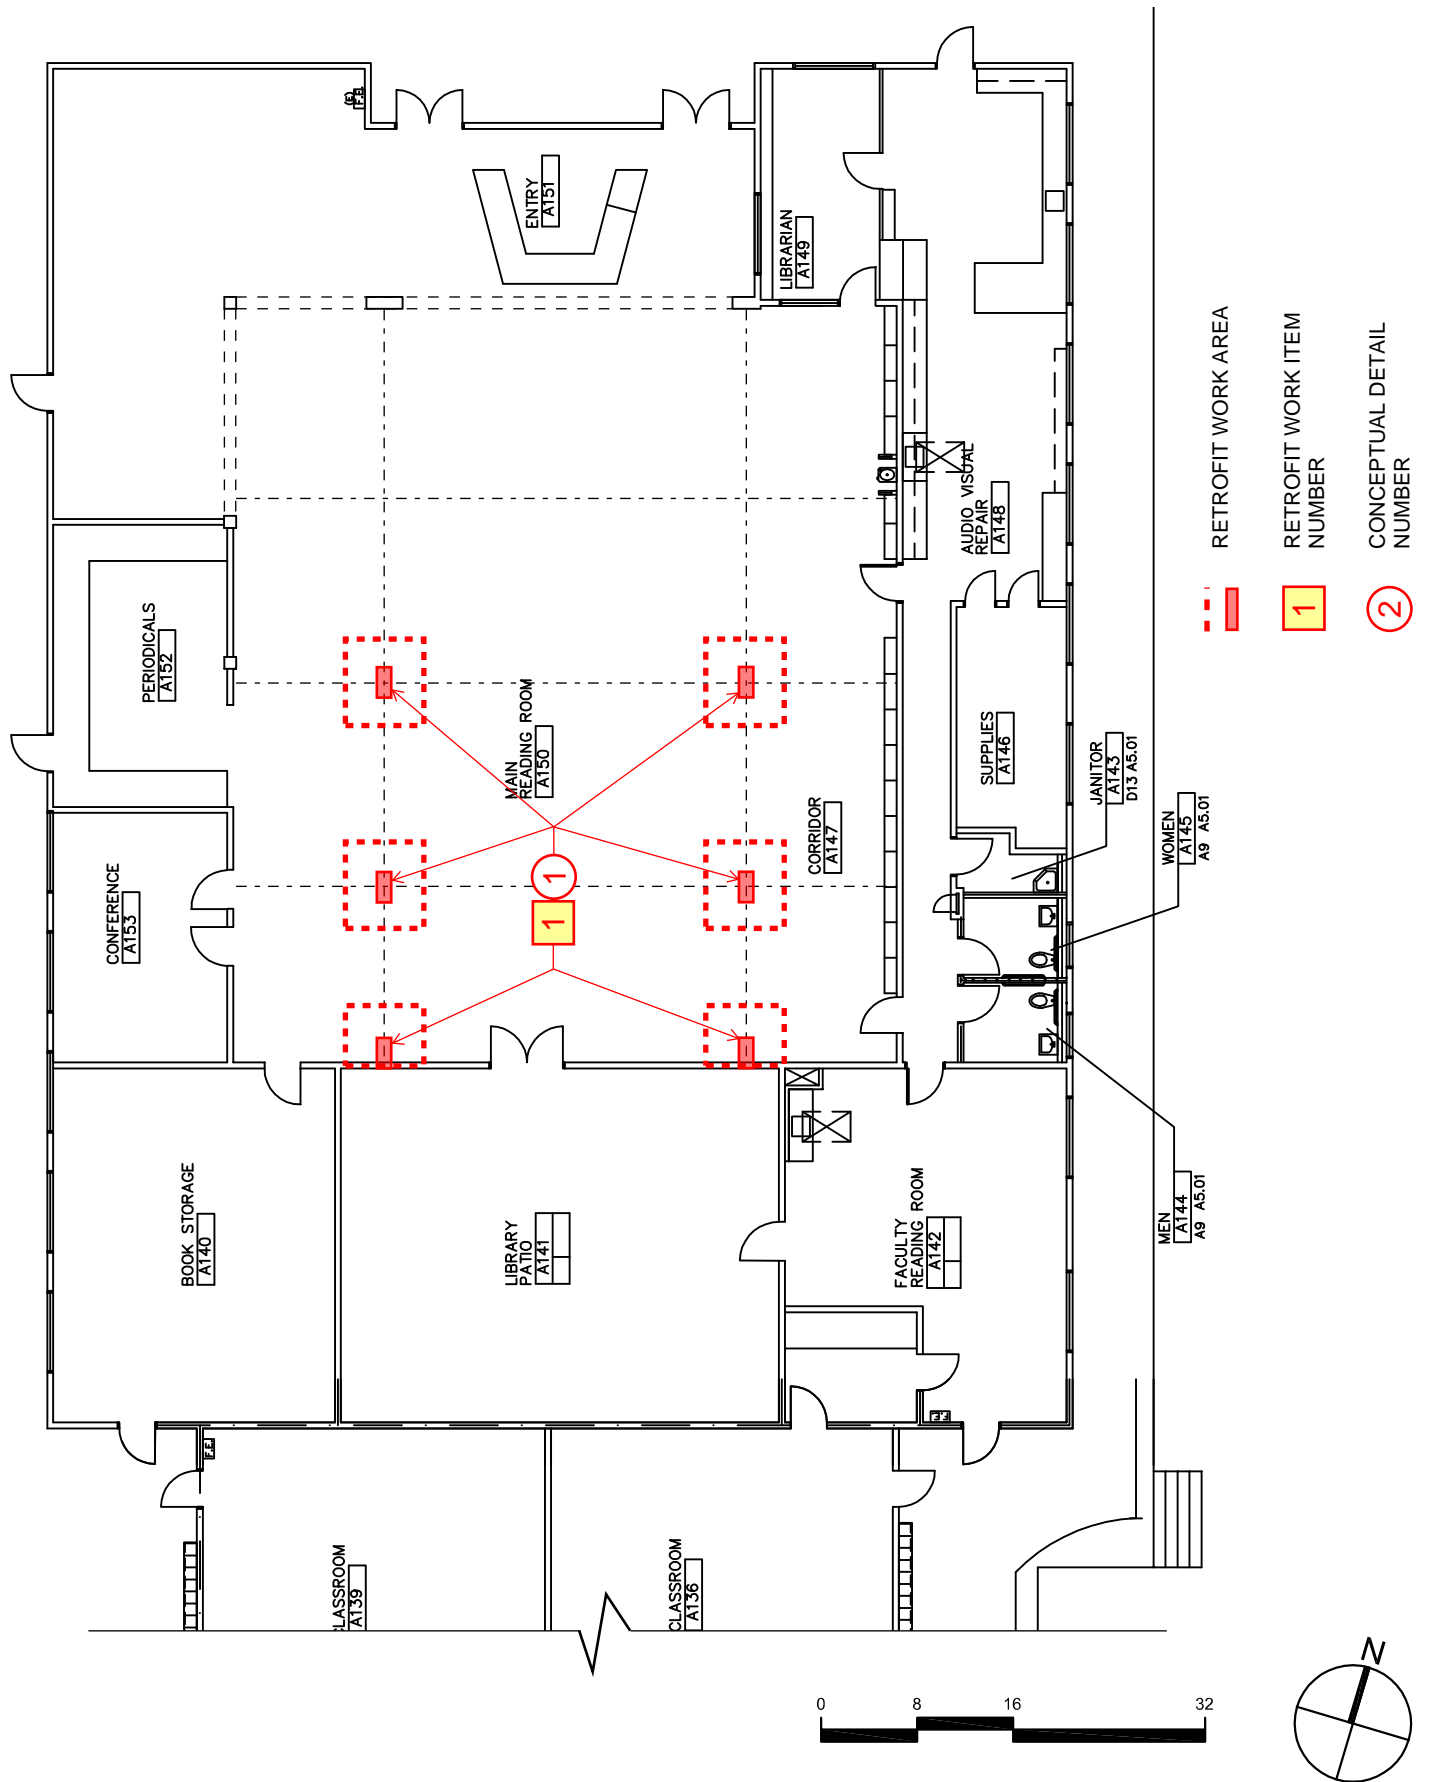 (E)
F.E.
ENTRY
A151
LIBRARIAN
A149
RETROFIT WORK AREA
1
RETROFIT WORK ITEM
NUMBER
2
CONCEPTUAL DETAIL
NUMBER
AUDIO VISUAL
REPAIR
A148
PERIODICALS
A152
MAIN
READING ROOM
A150
SUPPLIES
A146
JANITOR
A143
D13 A5.01
WOMEN
A145
A9 A5.01
CORRIDOR
A147
CONFERENCE
A153
1
1
BOOK STORAGE
A140
LIBRARY
PATIO
A141
FACULTY
READING ROOM
A142
MEN
A144
A9 A5.01
F.E.
F.E.
CLASSROOM
A139
CLASSROOM
A136
0 8 16 32
N